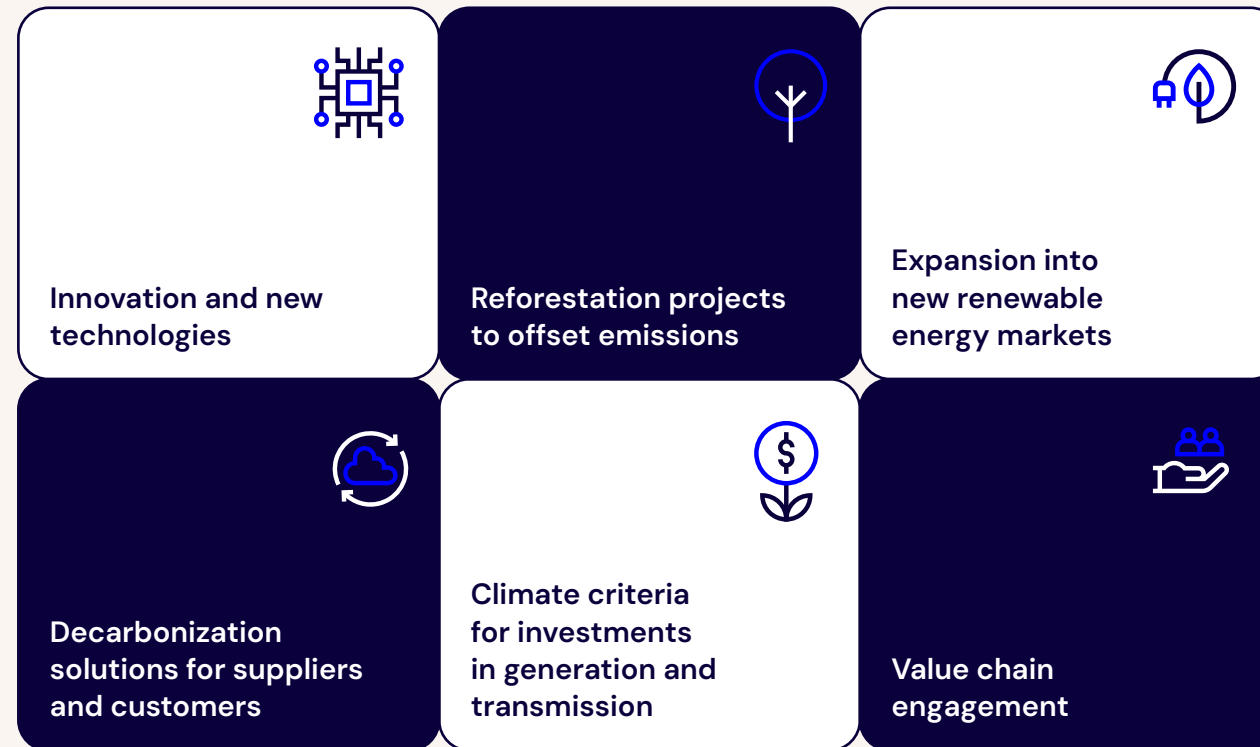 Innovation and new
technologies
Reforestation projects
to offset emissions
Expansion into
new renewable
energy markets
Decarbonization
solutions for suppliers
and customers
$
Climate criteria
for investments
in generation and
transmission
Value chain
engagement